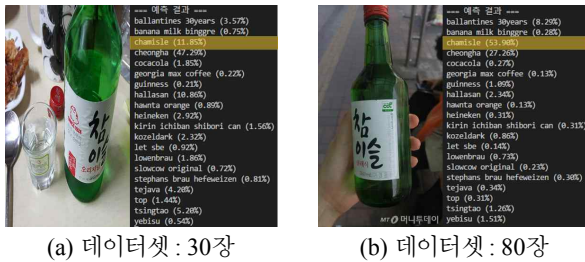 === 예측 결과 ===
ballantines 30years (3.57%)
banana milk binggre (0.75%)
chamisle (11.85%)
cheongha (47.29%)
cocacola (1.85%)
georgia max coffee (0.22%)
guinness (0.21%)
hallasan (10.86%)
hawnta orange (0.89%)
heineken (2.92%)
kirin ichiban shibori can (1.56%)
kozeldark (2.32%)
let sbe (0.92%)
lowenbrau (1.86%)
slowcow original (0.72%)
stephans brau hefeweizen (0.81%)
tejava (4.20%)
top (1.44%)
tsingtao (5.20%)
yebisu (0.54%)
참
이슬
(a) 데이터셋 : 30장
=== 예측 결과 ===
ballantines 30years (8.29%)
banana milk binggre (0.28%)
chamisle (53.90%)
cheongha (27.26%)
cocacola (0.27%)
georgia max coffee (0.13%)
guinness (1.09%)
hallasan (2.34%)
hawnta orange (0.13%)
heineken (0.31%)
kirin ichiban shibori can (0.31%)
kozeldark (0.86%)
let sbe (0.14%)
lowenbrau (0.73%)
slowcow original (0.23%)
stephans brau hefeweizen (0.30%)
tejava (0.34%)
top (0.31%)
tsingtao (1.26%)
yebisu (1.51%)
참
이슬
MT 머니투데이
(b) 데이터셋 : 80장